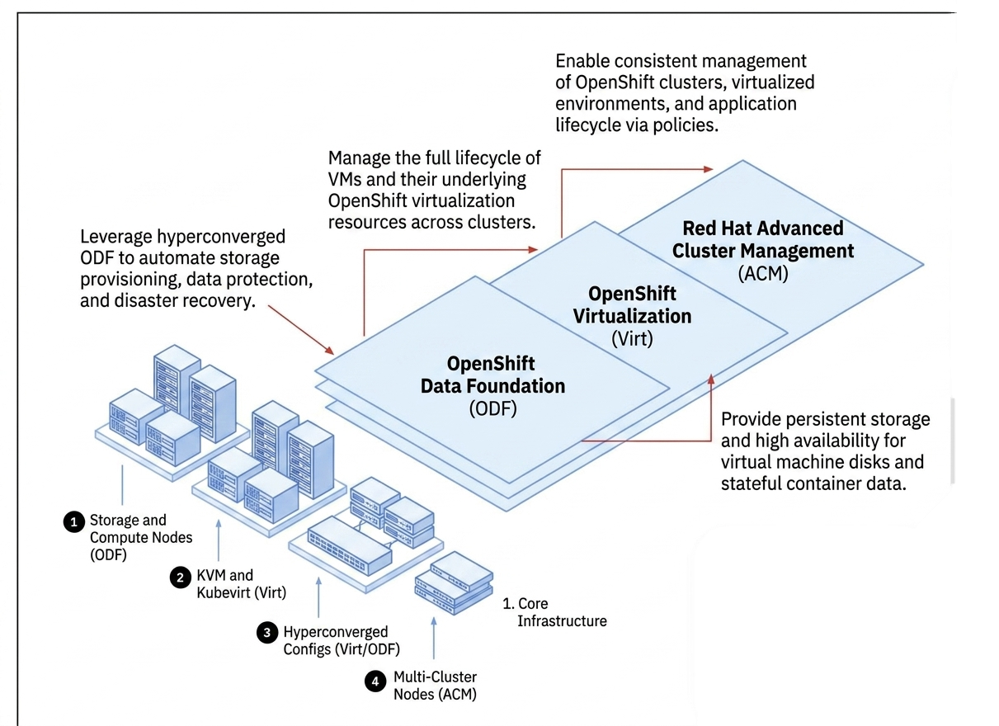 Enable consistent management
of OpenShift clusters, virtualized
environments, and application
lifecycle via policies.
Manage the full lifecycle of
VMs and their underlying
OpenShift virtualization
resources across clusters.
Leverage hyperconverged
ODF to automate storage
provisioning, data protection,
and disaster recovery.
Red Hat Advanced
Cluster Management
(ACM)
OpenShift
Virtualization
(Virt)
OpenShift
Data Foundation
(ODF)
Provide persistent storage
and high availability for
virtual machine disks and
stateful container data.
1 Storage and
Compute Nodes
(ODF)
2 KVM and
Kubevirt (Virt)
3 Hyperconverged
Configs (Virt/ODF)
4 Multi-Cluster
Nodes (ACM)
1. Core
Infrastructure